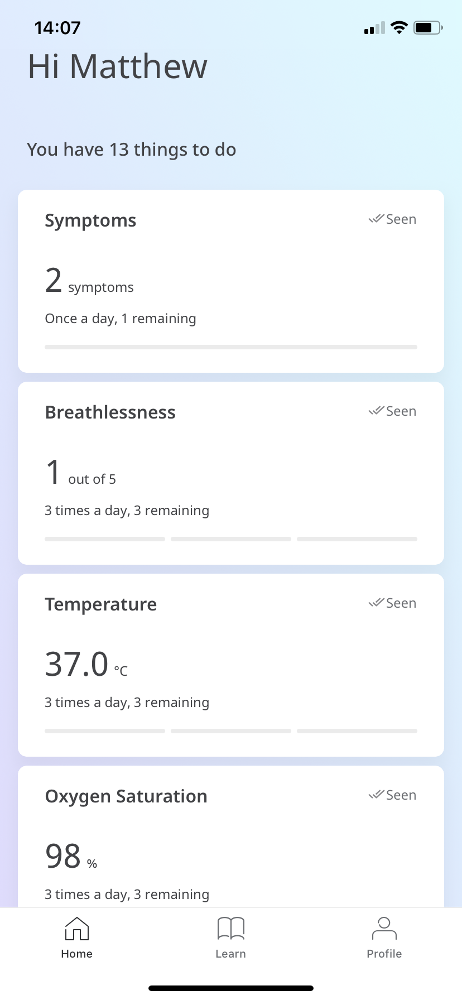 14:07
Hi Matthew
You have 13 things to do
Symptoms
Seen
2 symptoms
Once a day, 1 remaining
Breathlessness
Seen
1 out of 5
3 times a day, 3 remaining
Temperature
Seen
37.0 °C
3 times a day, 3 remaining
Oxygen Saturation
Seen
98 %
3 times a day, 3 remaining
Home
Learn
Profile